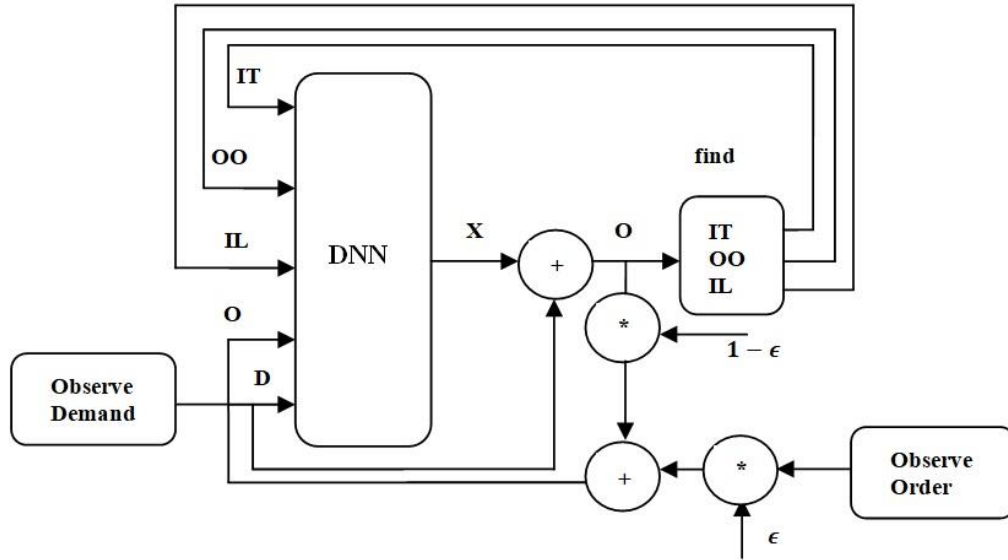 IT
OO
find
IL
DNN
X
+
O
IT
OO
IL
O
*
1 − ϵ
Observe
Demand
D
+
*
Observe
Order
ϵ